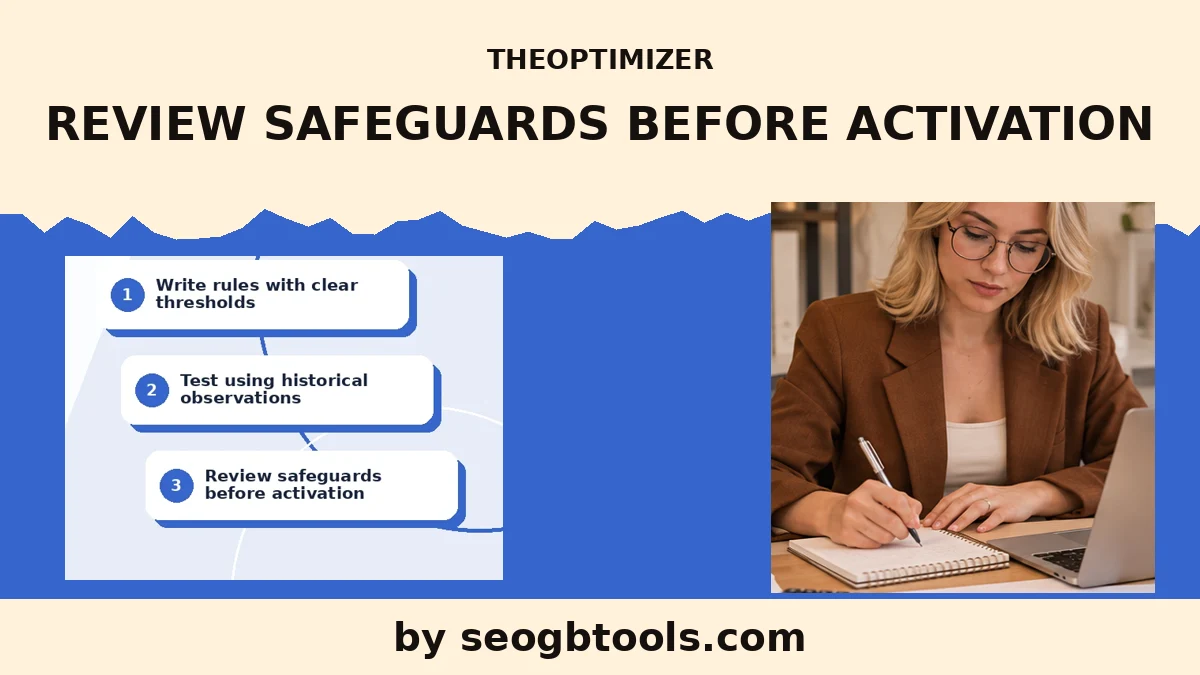 THEOPTIMIZER
REVIEW SAFEGUARDS BEFORE ACTIVATION
1
Write rules with clear
thresholds
2
Test using historical
observations
3
Review safeguards
before activation
by seogbtools.com